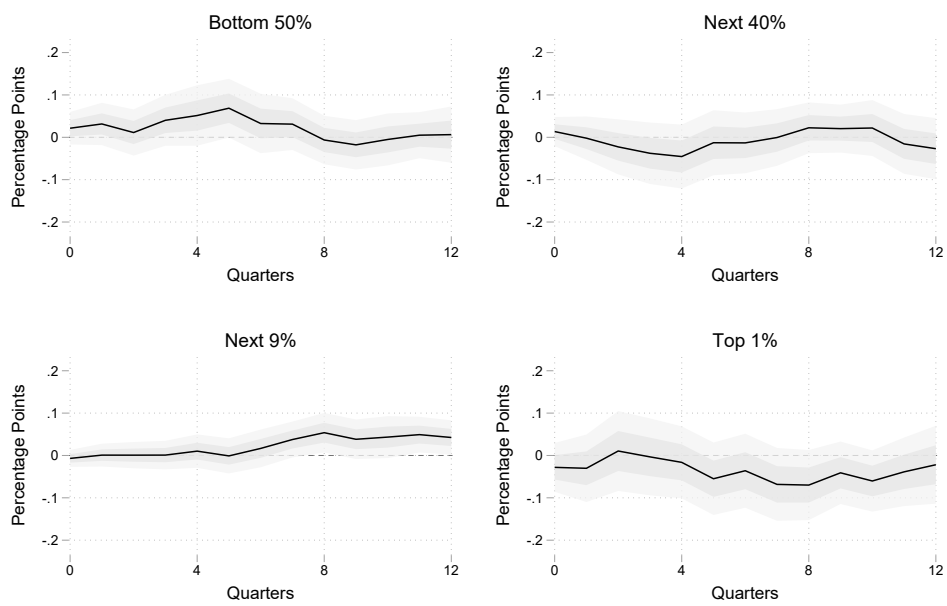 Bottom 50%
Percentage Points
.2
.1
0
-.1
-.2
0 4 8 12
Quarters
Next 40%
Percentage Points
.2
.1
0
-.1
-.2
0 4 8 12
Quarters
Next 9%
Percentage Points
.2
.1
0
-.1
-.2
0 4 8 12
Quarters
Top 1%
Percentage Points
.2
.1
0
-.1
-.2
0 4 8 12
Quarters